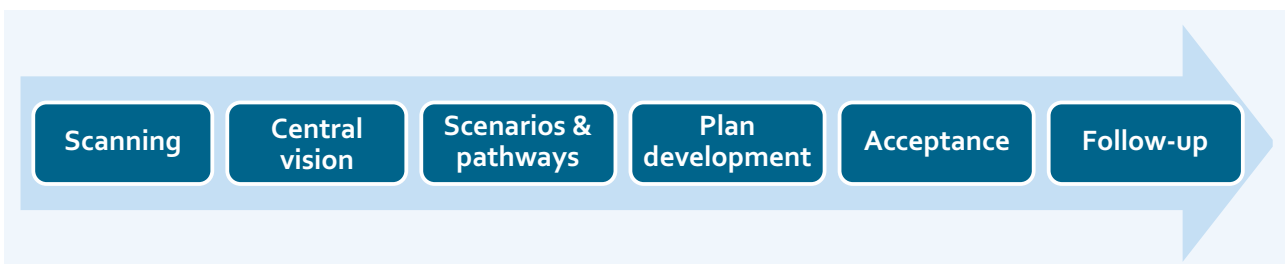 Scanning
Central
vision
Scenarios &
pathways
Plan
development
Acceptance
Follow-up